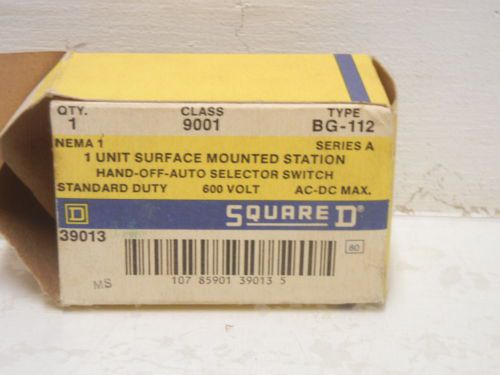 QTY. CLASS TYPE
1 9001 BG-112
NEMA 1 SERIES A
1 UNIT SURFACE MOUNTED STATION
HAND-OFF-AUTO SELECTOR SWITCH
STANDARD DUTY 600 VOLT AC-DC MAX.
D SQUARE D®
39013
80
MS
107 85901 39013 5